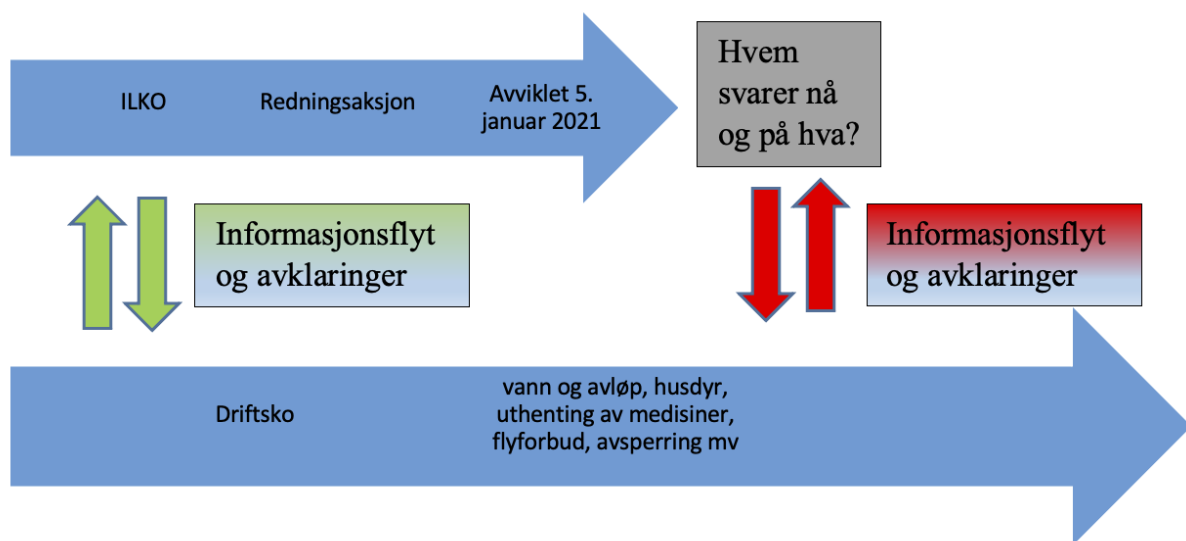 ILKO
Redningsaksjon
Avviklet 5.
januar 2021
Hvem
svarer nå
og på hva?
Informasjonsflyt
og avklaringer
Informasjonsflyt
og avklaringer
Driftsko
vann og avløp, husdyr,
uthenting av medisiner,
flyforbud, avsperring mv